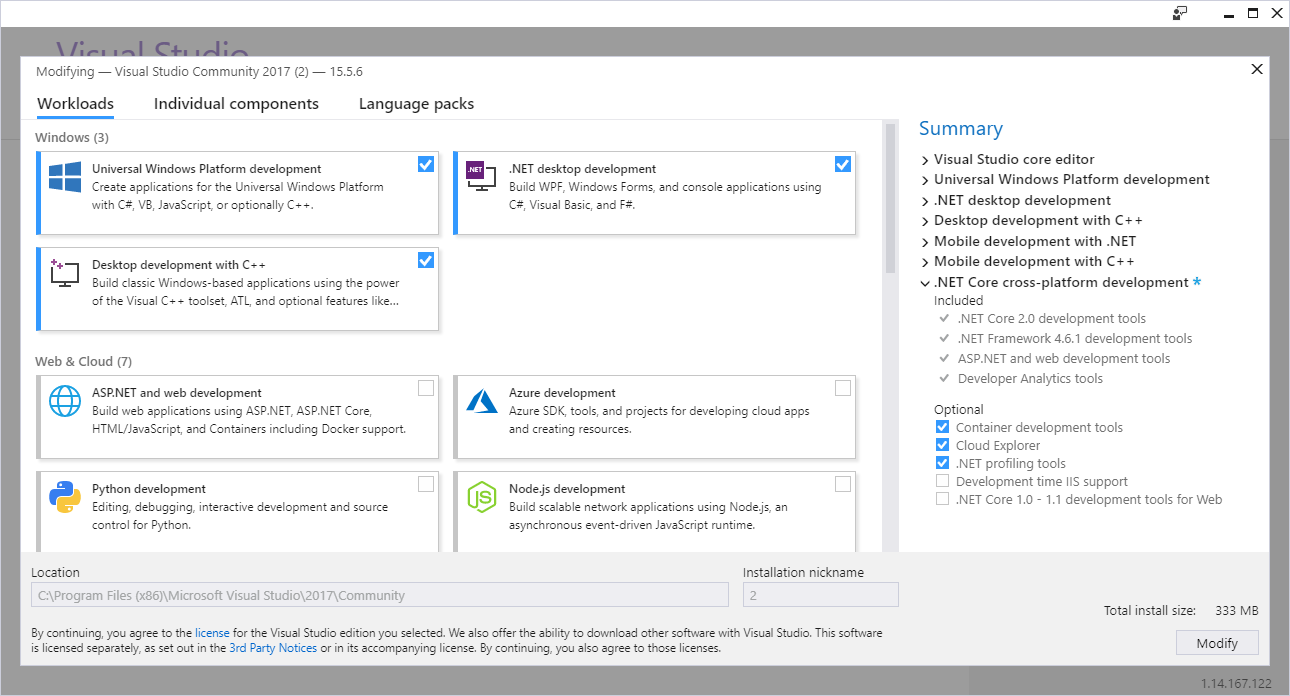 Visual Studio
Modifying — Visual Studio Community 2017 (2) — 15.5.6
Workloads
Individual components
Language packs
Windows (3)
Universal Windows Platform development
Create applications for the Universal Windows Platform
with C#, VB, JavaScript, or optionally C++.
.NET
.NET desktop development
Build WPF, Windows Forms, and console applications using
C#, Visual Basic, and F#.
Desktop development with C++
Build classic Windows-based applications using the power
of the Visual C++ toolset, ATL, and optional features like...
Web & Cloud (7)
ASP.NET and web development
Build web applications using ASP.NET, ASP.NET Core,
HTML/JavaScript, and Containers including Docker support.
Azure development
Azure SDK, tools, and projects for developing cloud apps
and creating resources.
Python development
Editing, debugging, interactive development and source
control for Python.
JS
Node.js development
Build scalable network applications using Node.js, an
asynchronous event-driven JavaScript runtime.
Summary
Visual Studio core editor
Universal Windows Platform development
.NET desktop development
Desktop development with C++
Mobile development with .NET
Mobile development with C++
.NET Core cross-platform development *
Included
.NET Core 2.0 development tools
.NET Framework 4.6.1 development tools
ASP.NET and web development tools
Developer Analytics tools
Optional
Container development tools
Cloud Explorer
.NET profiling tools
Development time IIS support
.NET Core 1.0 - 1.1 development tools for Web
Location
C:\Program Files (x86)\Microsoft Visual Studio\2017\Community
Installation nickname
2
Total install size: 333 MB
By continuing, you agree to the license for the Visual Studio edition you selected. We also offer the ability to download other software with Visual Studio. This software
is licensed separately, as set out in the 3rd Party Notices or in its accompanying license. By continuing, you also agree to those licenses.
Modify
1.14.167.122